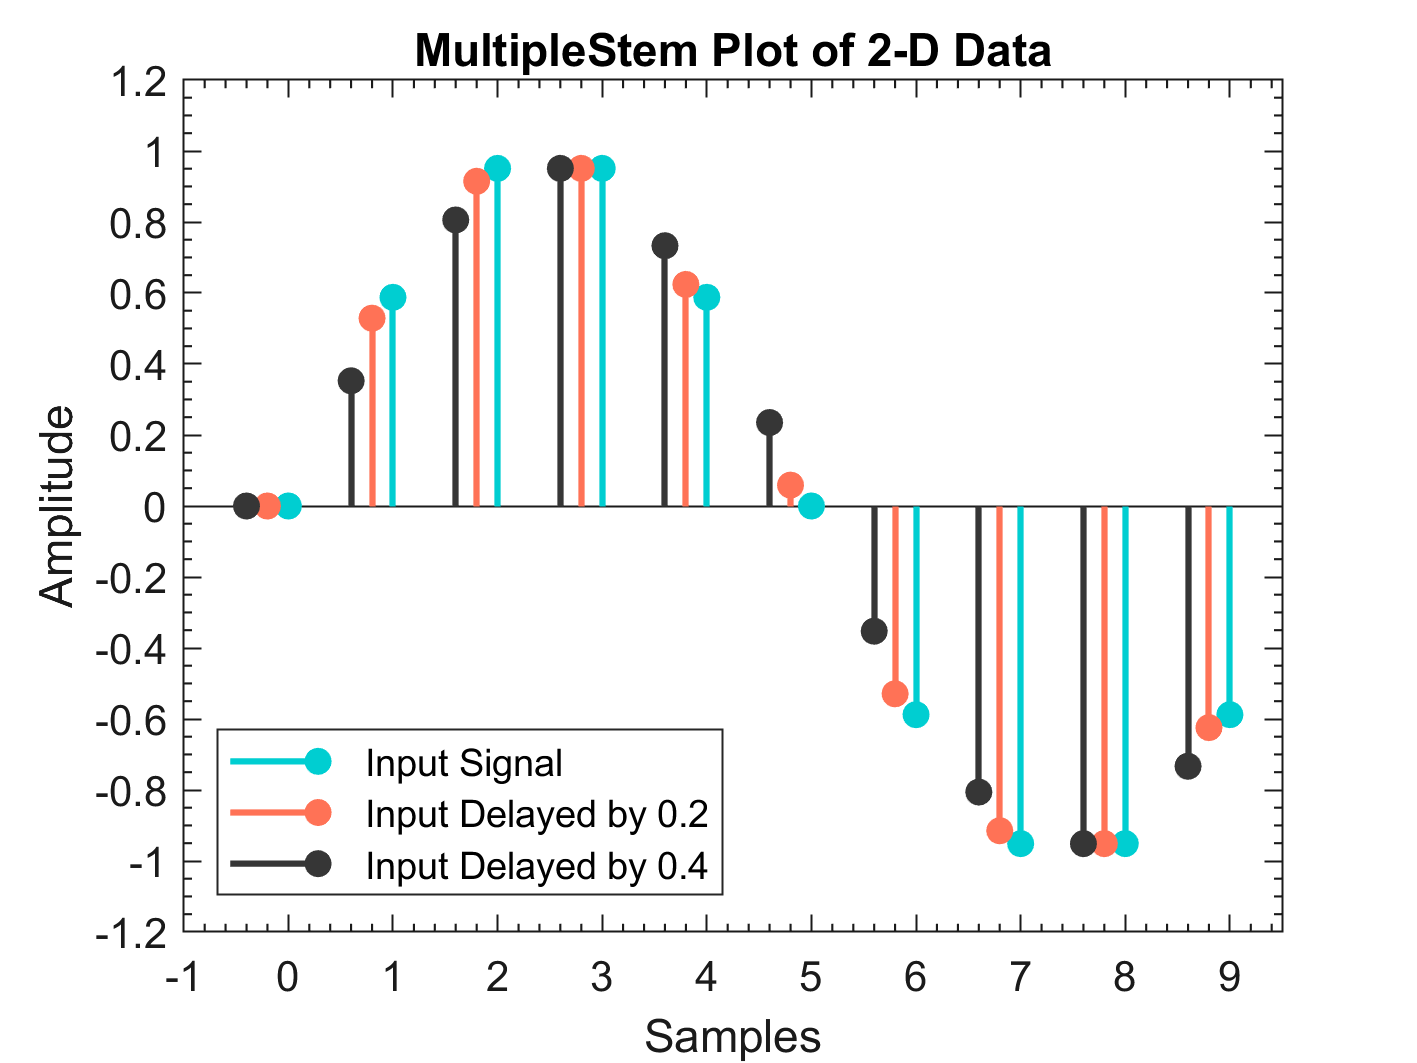 MultipleStem Plot of 2-D Data
1.2
1
0.8
0.6
0.4
0.2
0
-0.2
-0.4
-0.6
-0.8
-1
-1.2
Amplitude
Input Signal
Input Delayed by 0.2
Input Delayed by 0.4
-1 0 1 2 3 4 5 6 7 8 9
Samples